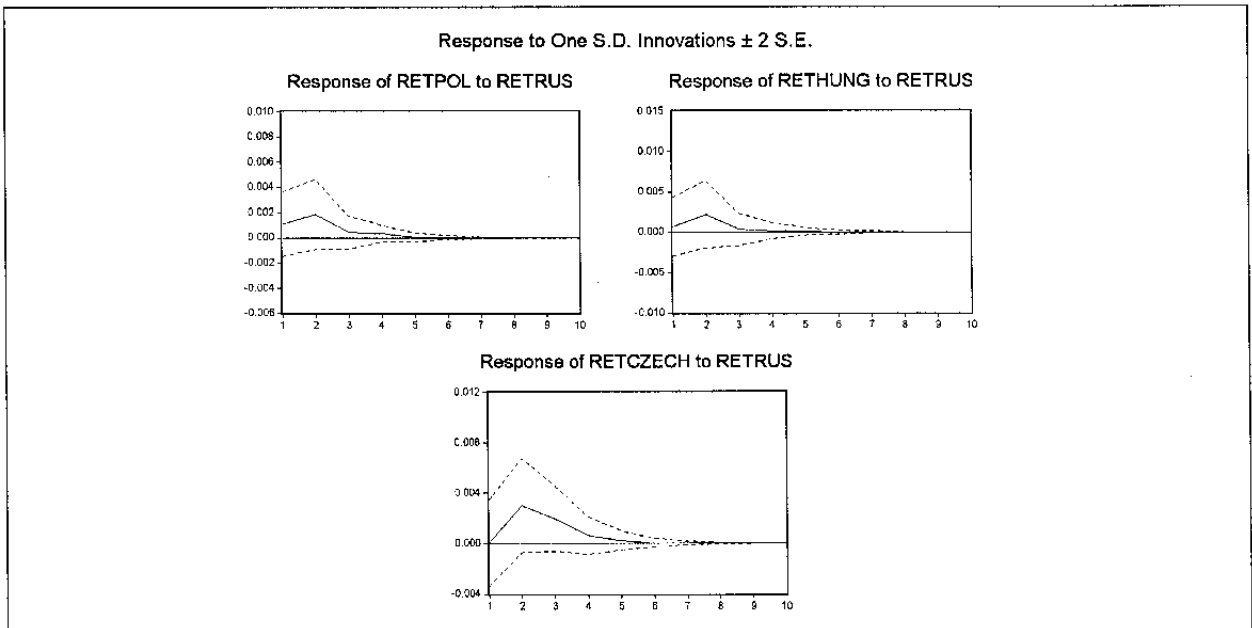 Response to One S.D. Innovations ± 2 S.E.
Response of RETPOL to RETRUS
0.010
0.008
0.006
0.004
0.002
0.000
-0.002
-0.004
-0.006
1 2 3 4 5 6 7 8 9 10
Response of RETHUNG to RETRUS
0.015
0.010
0.005
0.000
-0.005
-0.010
1 2 3 4 5 6 7 8 9 10
Response of RETCZECH to RETRUS
0.012
0.008
0.004
0.000
-0.004
1 2 3 4 5 6 7 8 9 10